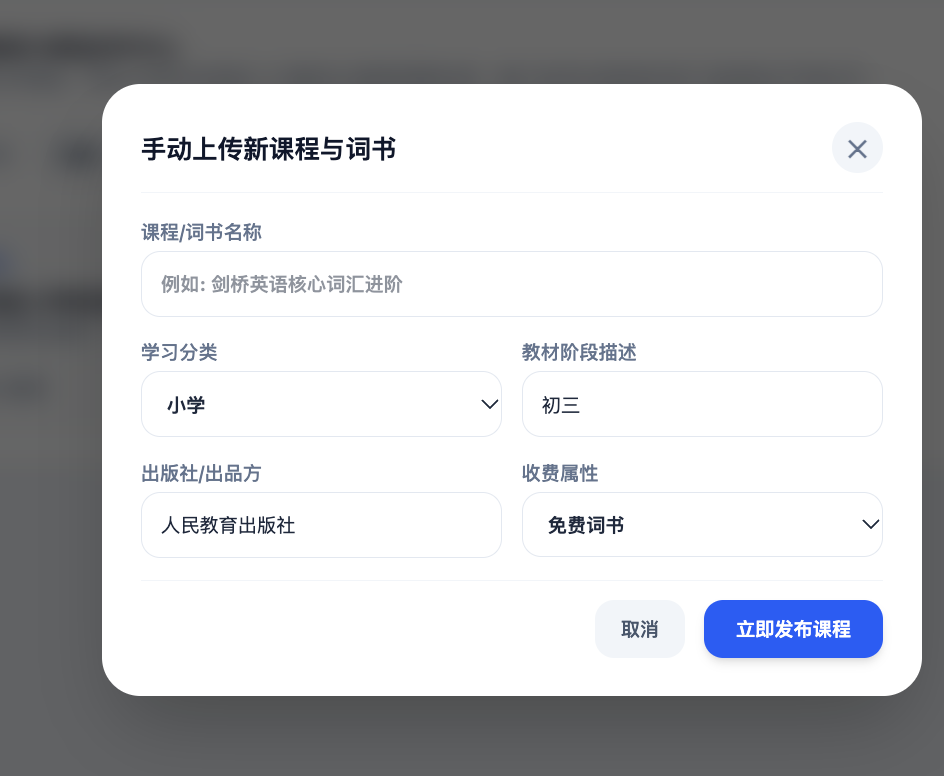 手动上传新课程与词书
课程/词书名称
例如: 剑桥英语核心词汇进阶
学习分类
教材阶段描述
小学
初三
出版社/出品方
收费属性
人民教育出版社
免费词书
取消
立即发布课程